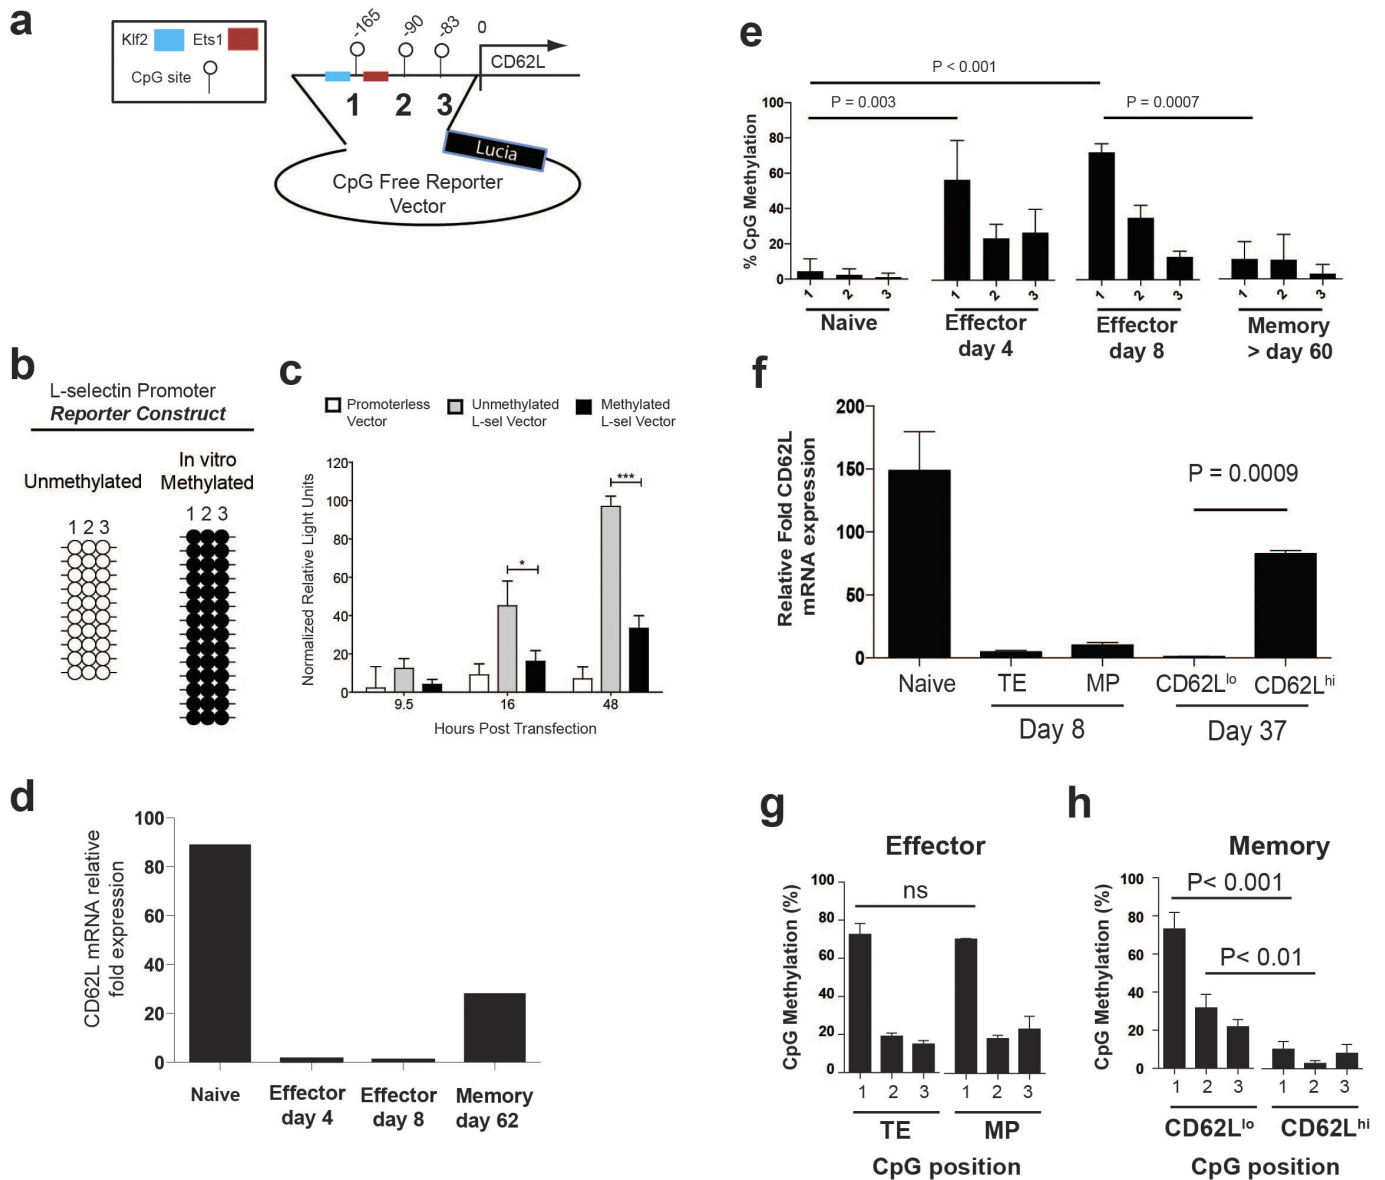 a
Klf2
Ets1
CpG site
-165
-90
-83
0
CD62L
1 2 3
Lucia
CpG Free Reporter
Vector
b
L-selectin Promoter
Reporter Construct
Unmethylated
In vitro
Methylated
1 2 3
1 2 3
c
Promoterless
Vector
Unmethylated
L-sel Vector
Methylated
L-sel Vector
Normalized Relative Light Units
120
100
80
60
40
20
0
*
***
9.5
16
48
Hours Post Transfection
d
CD62L mRNA relative
fold expression
100
80
60
40
20
0
Naive
Effector
day 4
Effector
day 8
Memory
day 62
e
P < 0.001
P = 0.003
P = 0.0007
% CpG Methylation
100
80
60
40
20
0
1 2 3
1 2 3
1 2 3
1 2 3
Naive
Effector
day 4
Effector
day 8
Memory
> day 60
f
Relative Fold CD62L
mRNA expression
200
150
100
50
0
P = 0.0009
Naive
TE
MP
CD62Llo
CD62Lhi
Day 8
Day 37
g
Effector
CpG Methylation (%)
100
80
60
40
20
0
ns
1 2 3
1 2 3
TE
MP
CpG position
h
Memory
CpG Methylation (%)
100
80
60
40
20
0
P< 0.001
P< 0.01
1 2 3
1 2 3
CD62Llo
CD62Lhi
CpG position